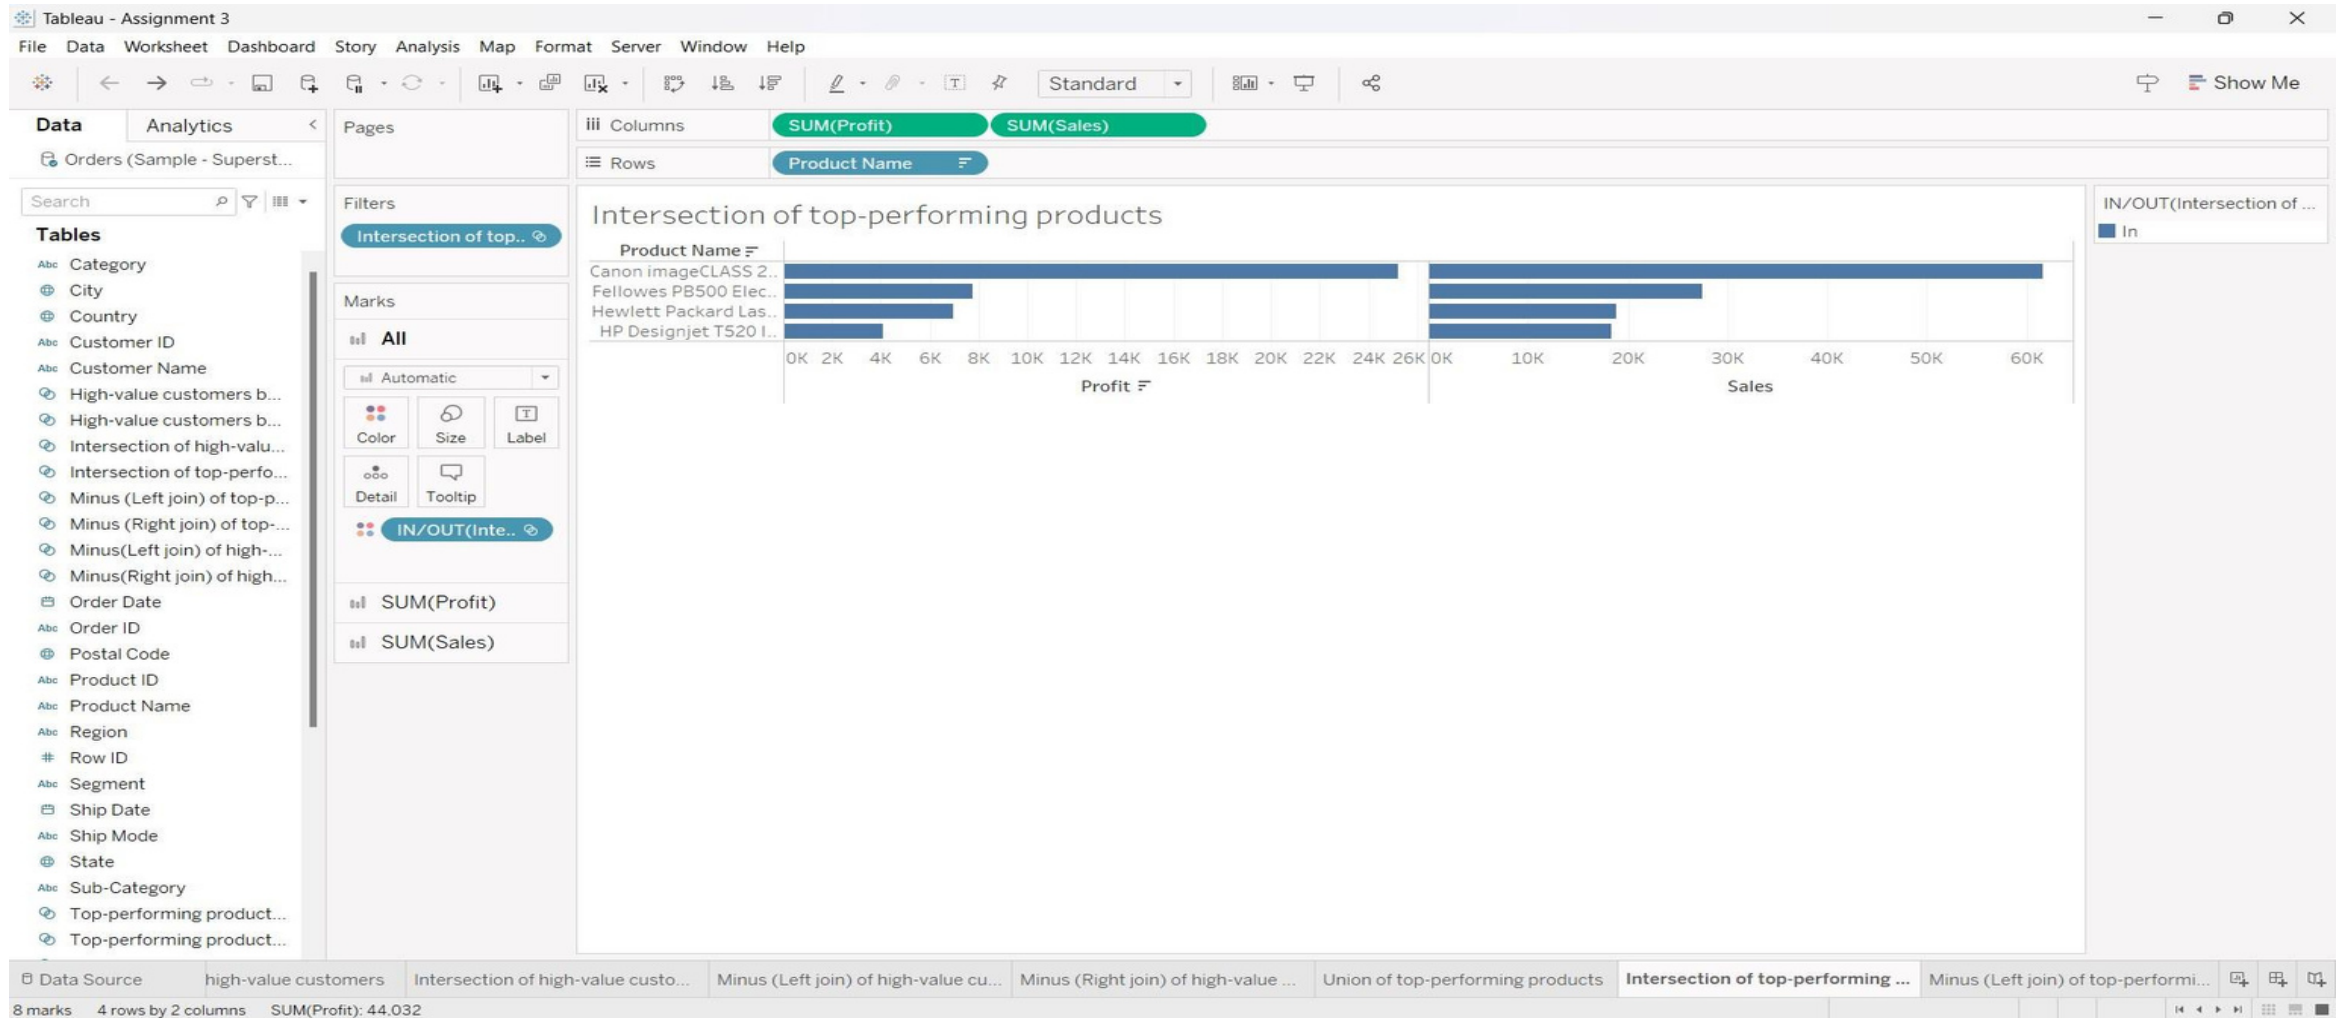 Tableau - Assignment 3
File Data Worksheet Dashboard Story Analysis Map Format Server Window Help
Standard
Show Me
Data Analytics
Orders (Sample - Superst...
Search
Tables
Abc Category
City
Country
Abc Customer ID
Abc Customer Name
High-value customers b...
High-value customers b...
Intersection of high-valu...
Intersection of top-perfo...
Minus (Left join) of top-p...
Minus (Right join) of top-...
Minus(Left join) of high-...
Minus(Right join) of high...
Order Date
Abc Order ID
Postal Code
Abc Product ID
Abc Product Name
Abc Region
# Row ID
Abc Segment
Ship Date
Abc Ship Mode
State
Abc Sub-Category
Top-performing product...
Top-performing product...
Pages
Filters
Intersection of top..
Marks
All
Automatic
Color Size Label
Detail Tooltip
IN/OUT(Inte..
SUM(Profit)
SUM(Sales)
iii Columns SUM(Profit) SUM(Sales)
Rows Product Name
Intersection of top-performing products
Product Name
Canon imageCLASS 2..
Fellowes PB500 Elec..
Hewlett Packard Las..
HP Designjet T520 I..
0K 2K 4K 6K 8K 10K 12K 14K 16K 18K 20K 22K 24K 26K 0K 10K 20K 30K 40K 50K 60K
Profit Sales
IN/OUT(Intersection of ...
In
Data Source high-value customers Intersection of high-value custo... Minus (Left join) of high-value cu... Minus (Right join) of high-value ... Union of top-performing products Intersection of top-performing ... Minus (Left join) of top-performi...
8 marks 4 rows by 2 columns SUM(Profit): 44.032